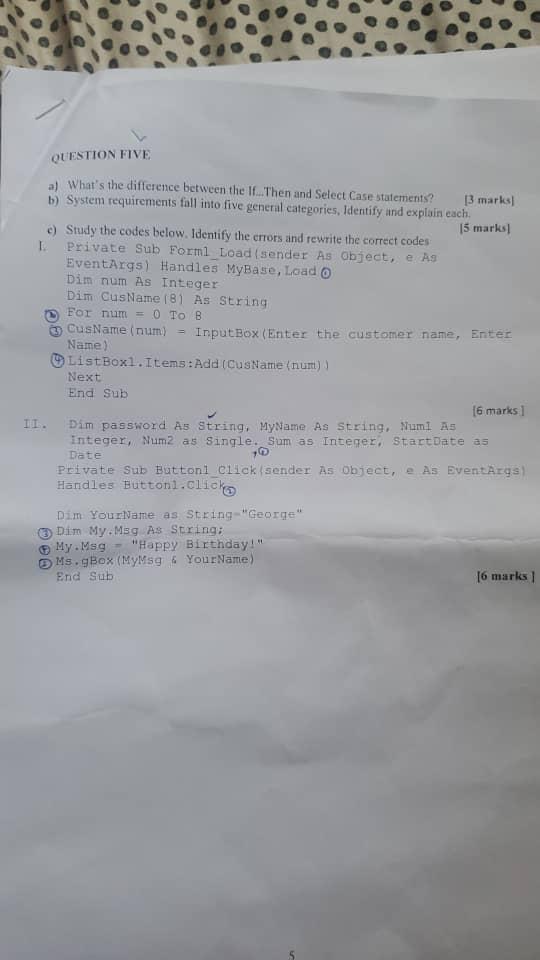 QUESTION FIVE
a) What's the difference between the If...Then and Select Case statements? [3 marks]
b) System requirements fall into five general categories, Identify and explain each.
[5 marks]
c) Study the codes below. Identify the errors and rewrite the correct codes
I. Private Sub Form1_Load(sender As Object, e As
EventArgs) Handles MyBase,Load ①
Dim num As Integer
Dim CusName(8) As String
② For num = 0 To 8
③ CusName(num) = InputBox(Enter the customer name, Enter
Name)
④ ListBox1.Items:Add(CusName(num))
Next
End Sub
[6 marks]
II. Dim password As String, MyName As String, Num1 As
Integer, Num2 as Single. Sum as Integer, StartDate as
Date
Private Sub Button1_Click(sender As Object, e As EventArgs)
Handles Button1.Click
Dim YourName as String="George"
③ Dim My.Msg As String;
④ My.Msg = "Happy Birthday!"
Ms.gBox(MyMsg & YourName)
End Sub [6 marks]
5